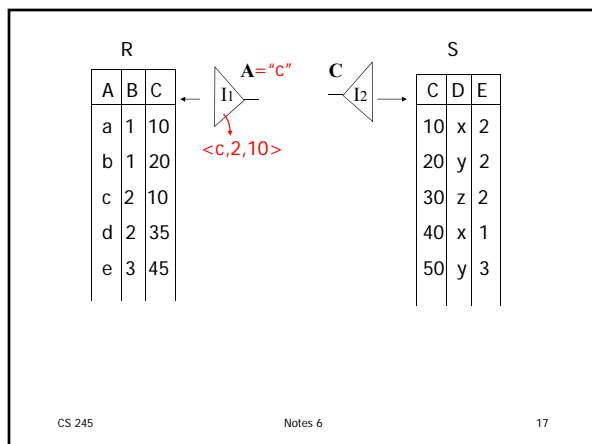 R
S
A="c"
C
I1
I2
<c,2,10>
A B C
a 1 10
b 1 20
c 2 10
d 2 35
e 3 45
C D E
10 x 2
20 y 2
30 z 2
40 x 1
50 y 3
CS 245
Notes 6
17